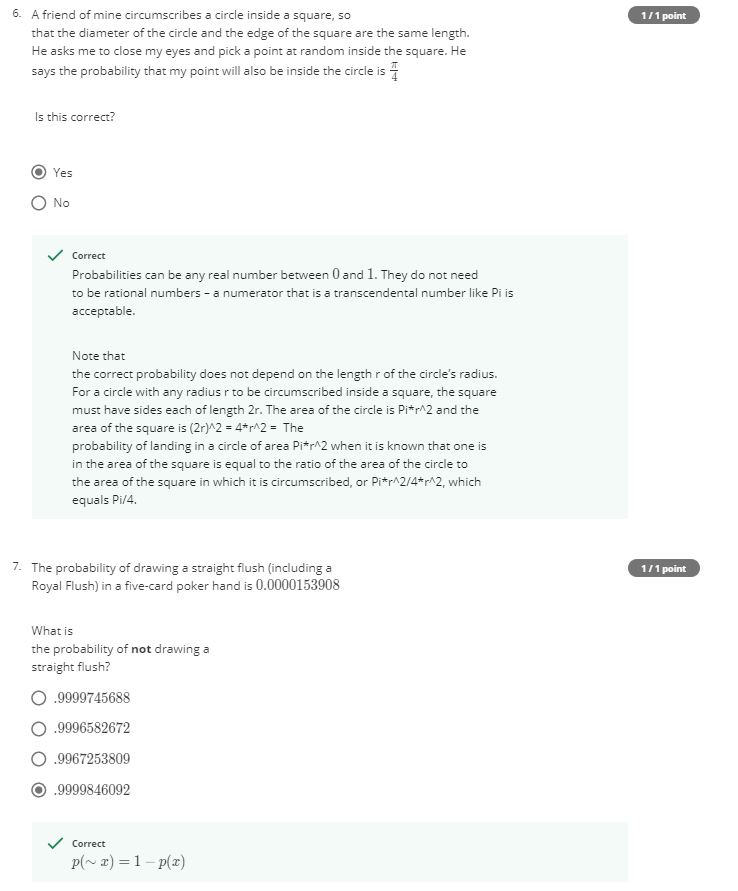 6. A friend of mine circumscribes a circle inside a square, so
1 / 1 point
that the diameter of the circle and the edge of the square are the same length.
He asks me to close my eyes and pick a point at random inside the square. He
says the probability that my point will also be inside the circle is π/4
Is this correct?
Yes
No
Correct
Probabilities can be any real number between 0 and 1. They do not need
to be rational numbers – a numerator that is a transcendental number like Pi is
acceptable.
Note that
the correct probability does not depend on the length r of the circle's radius.
For a circle with any radius r to be circumscribed inside a square, the square
must have sides each of length 2r. The area of the circle is Pi*r^2 and the
area of the square is (2r)^2 = 4*r^2 = The
probability of landing in a circle of area Pi*r^2 when it is known that one is
in the area of the square is equal to the ratio of the area of the circle to
the area of the square in which it is circumscribed, or Pi*r^2/4*r^2, which
equals Pi/4.
7. The probability of drawing a straight flush (including a
1 / 1 point
Royal Flush) in a five-card poker hand is 0.0000153908
What is
the probability of not drawing a
straight flush?
.9999745688
.9996582672
.9967253809
.9999846092
Correct
p(∼ x) = 1 − p(x)